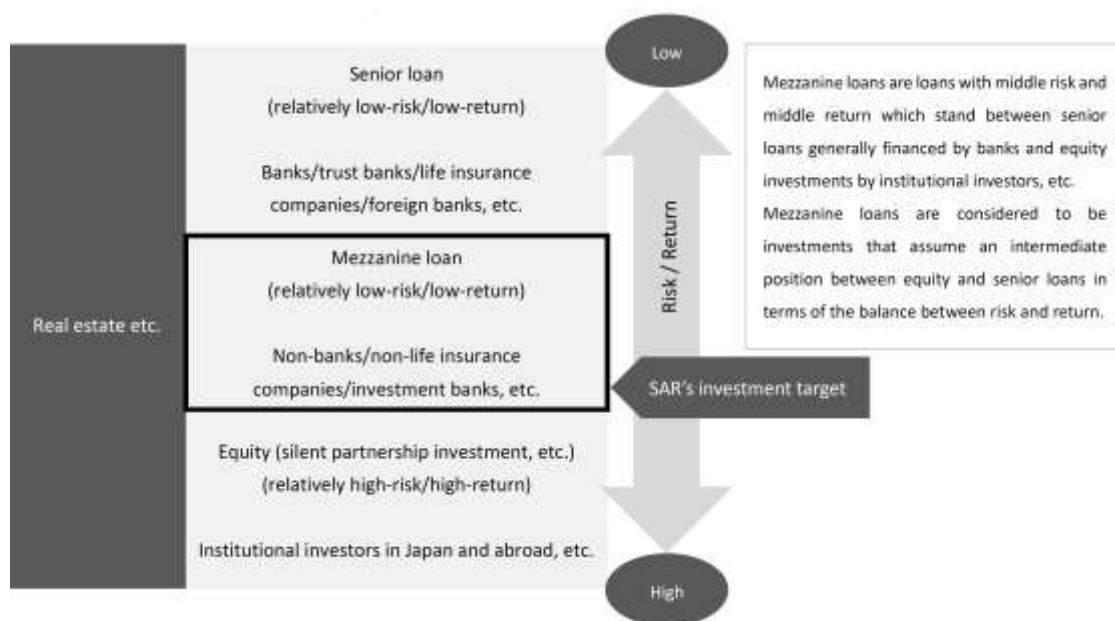 Real estate etc.
Senior loan
(relatively low-risk/low-return)
Banks/trust banks/life insurance
companies/foreign banks, etc.
Mezzanine loan
(relatively low-risk/low-return)
Non-banks/non-life insurance
companies/investment banks, etc.
Equity (silent partnership investment, etc.)
(relatively high-risk/high-return)
Institutional investors in Japan and abroad, etc.
Low
Risk / Return
High
SAR's investment target
Mezzanine loans are loans with middle risk and
middle return which stand between senior
loans generally financed by banks and equity
investments by institutional investors, etc.
Mezzanine loans are considered to be
investments that assume an intermediate
position between equity and senior loans in
terms of the balance between risk and return.